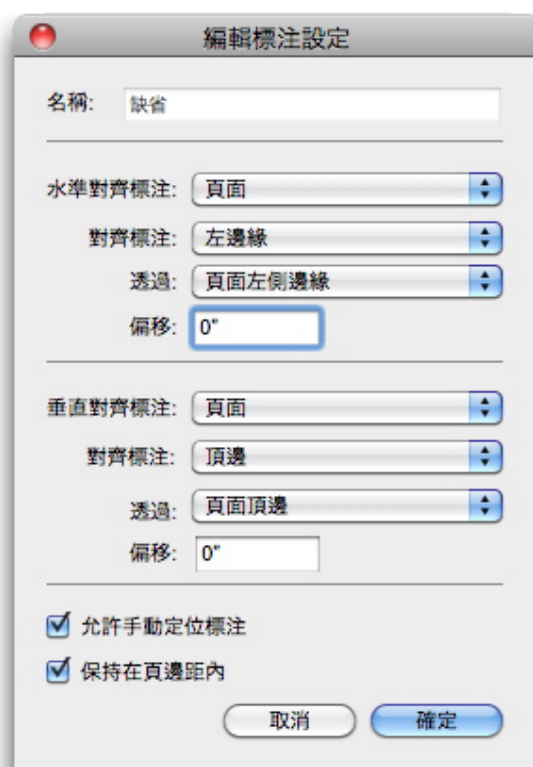 編輯標注設定
名稱: 缺省
水準對齊標注: 頁面
對齊標注: 左邊緣
透過: 頁面左側邊緣
偏移: 0"
垂直對齊標注: 頁面
對齊標注: 頂邊
透過: 頁面頂邊
偏移: 0"
允許手動定位標注
保持在頁邊距內
取消 確定